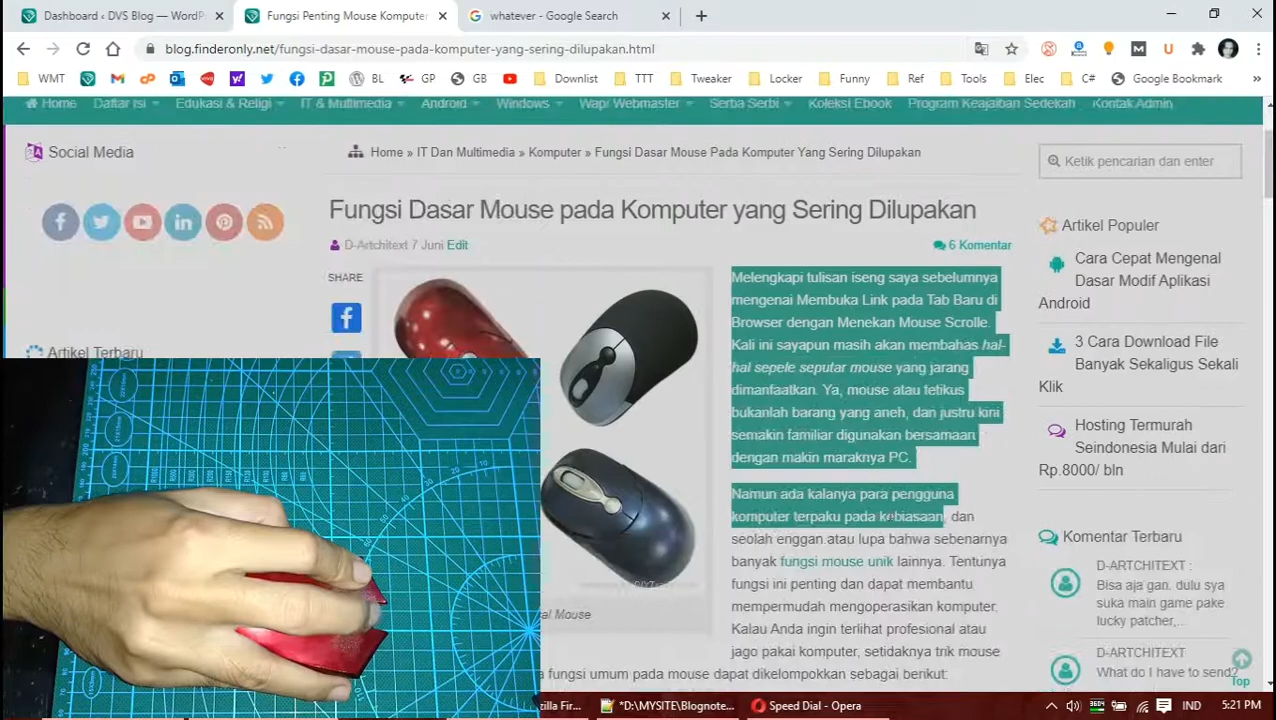 Dashboard ‹ DVS Blog — WordP
Fungsi Penting Mouse Komputer
whatever - Google Search
blog.finderonly.net/fungsi-dasar-mouse-pada-komputer-yang-sering-dilupakan.html
WMT
BL
GP
GB
Downlist
TTT
Tweaker
Locker
Funny
Ref
Tools
Elec
C#
Google Bookmark
Home
Daftar Isi
Edukasi & Religi
IT & Multimedia
Android
Windows
Wap/ Webmaster
Serba Serbi
Koleksi Ebook
Program Keajaiban Sedekah
Kontak Admin
Social Media
Home » IT Dan Multimedia » Komputer » Fungsi Dasar Mouse Pada Komputer Yang Sering Dilupakan
Ketik pencarian dan enter
Fungsi Dasar Mouse pada Komputer yang Sering Dilupakan
D-Artchitext 7 Juni Edit
6 Komentar
SHARE
Melengkapi tulisan iseng saya sebelumnya
mengenai Membuka Link pada Tab Baru di
Browser dengan Menekan Mouse Scrolle.
Kali ini sayapun masih akan membahas hal-
hal sepele seputar mouse yang jarang
dimanfaatkan. Ya, mouse atau tetikus
bukanlah barang yang aneh, dan justru kini
semakin familiar digunakan bersamaan
dengan makin maraknya PC.
Namun ada kalanya para pengguna
komputer terpaku pada kebiasaan, dan
seolah enggan atau lupa bahwa sebenarnya
banyak fungsi mouse unik lainnya. Tentunya
fungsi ini penting dan dapat membantu
mempermudah mengoperasikan komputer.
Kalau Anda ingin terlihat profesional atau
jago pakai komputer, setidaknya trik mouse
fungsi umum pada mouse dapat dikelompokkan sebagai berikut:
Mouse
Artikel Terbaru
Artikel Populer
Cara Cepat Mengenal
Dasar Modif Aplikasi
Android
3 Cara Download File
Banyak Sekaligus Sekali
Klik
Hosting Termurah
Seindonesia Mulai dari
Rp.8000/ bln
Komentar Terbaru
D-ARTCHITEXT :
Bisa aja gan. dulu sya
suka main game pake
lucky patcher,...
D-ARTCHITEXT
What do I have to send?
Top
zilla Fire...
*D:\MYSITE\Blognote...
Speed Dial - Opera
IND
5:21 PM